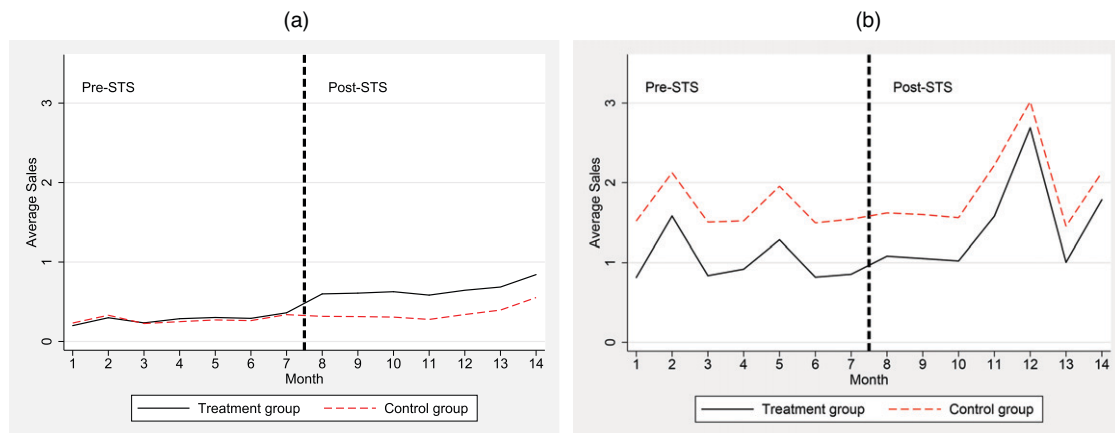 (a)
Pre-STS
Post-STS
3
2
1
0
Average Sales
1 2 3 4 5 6 7 8 9 10 11 12 13 14
Month
Treatment group
Control group
(b)
Pre-STS
Post-STS
3
2
1
0
Average Sales
1 2 3 4 5 6 7 8 9 10 11 12 13 14
Month
Treatment group
Control group